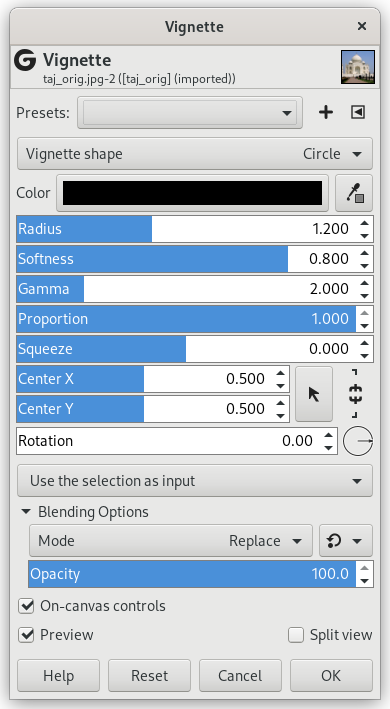 Vignette
Vignette
taj_orig.jpg-2 ([taj_orig] (imported))
Presets:
Vignette shape Circle
Color
Radius 1.200
Softness 0.800
Gamma 2.000
Proportion 1.000
Squeeze 0.000
Center X 0.500
Center Y 0.500
Rotation 0.00
Use the selection as input
Blending Options
Mode Replace
Opacity 100.0
On-canvas controls
Preview Split view
Help Reset Cancel OK